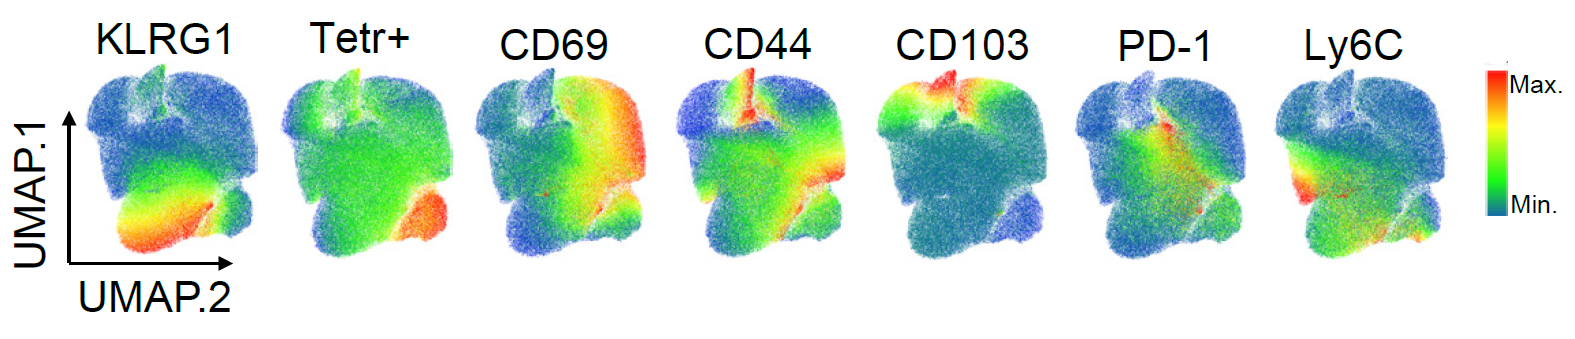 KLRG1
Tetr+
CD69
CD44
CD103
PD-1
Ly6C
Max.
Min.
UMAP.1
UMAP.2